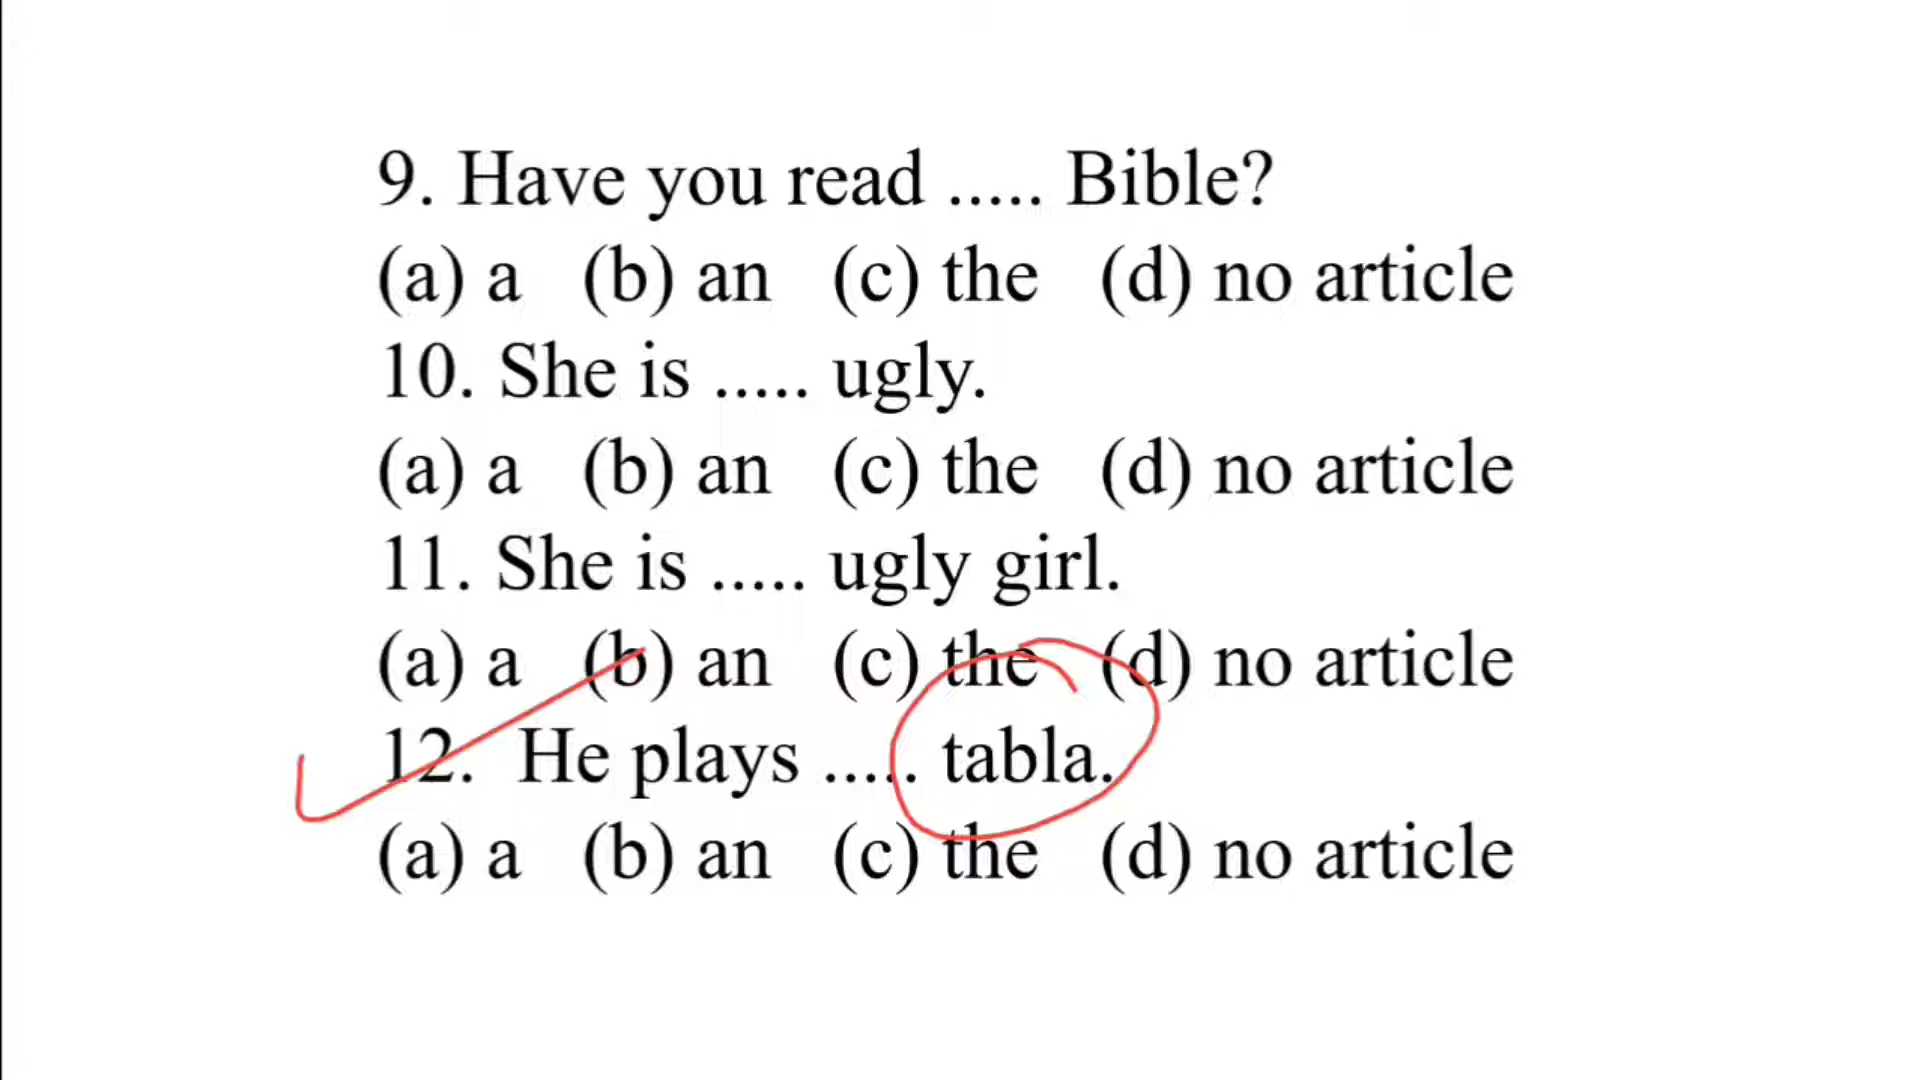 9. Have you read ..... Bible?
(a) a (b) an (c) the (d) no article
10. She is ..... ugly.
(a) a (b) an (c) the (d) no article
11. She is ..... ugly girl.
(a) a (b) an (c) the (d) no article
12. He plays ..... tabla.
(a) a (b) an (c) the (d) no article